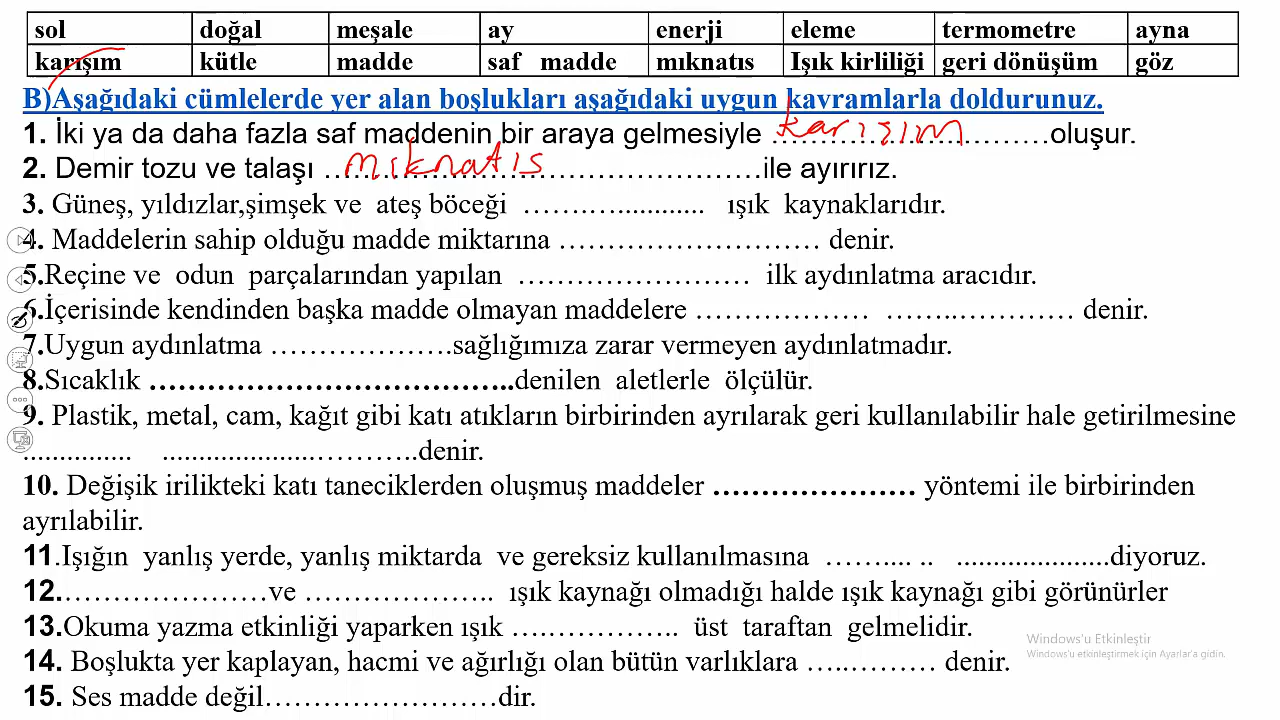 sol doğal meşale ay enerji eleme termometre ayna
karışım kütle madde saf madde mıknatıs Işık kirliliği geri dönüşüm göz
B)Aşağıdaki cümlelerde yer alan boşlukları aşağıdaki uygun kavramlarla doldurunuz.
1. İki ya da daha fazla saf maddenin bir araya gelmesiyle karışım oluşur.
2. Demir tozu ve talaşı mıknatıs ile ayırırız.
3. Güneş, yıldızlar,şimşek ve ateş böceği ……………......... ışık kaynaklarıdır.
4. Maddelerin sahip olduğu madde miktarına ……………………… denir.
5.Reçine ve odun parçalarından yapılan …………………… ilk aydınlatma aracıdır.
6.İçerisinde kendinden başka madde olmayan maddelere ……………… ……..………… denir.
7.Uygun aydınlatma ……………….sağlığımıza zarar vermeyen aydınlatmadır.
8.Sıcaklık ………………………………..denilen aletlerle ölçülür.
9. Plastik, metal, cam, kağıt gibi katı atıkların birbirinden ayrılarak geri kullanılabilir hale getirilmesine
............... .....................………..denir.
10. Değişik irilikteki katı taneciklerden oluşmuş maddeler ………………… yöntemi ile birbirinden
ayrılabilir.
11.Işığın yanlış yerde, yanlış miktarda ve gereksiz kullanılmasına …….... .. .....................diyoruz.
12.…………………ve ……………….. ışık kaynağı olmadığı halde ışık kaynağı gibi görünürler
13.Okuma yazma etkinliği yaparken ışık ….………….. üst taraftan gelmelidir.
14. Boşlukta yer kaplayan, hacmi ve ağırlığı olan bütün varlıklara …..……… denir.
15. Ses madde değil……………………dir.
Windows'u Etkinleştir
Windows'u etkinleştirmek için Ayarlar'a gidin.